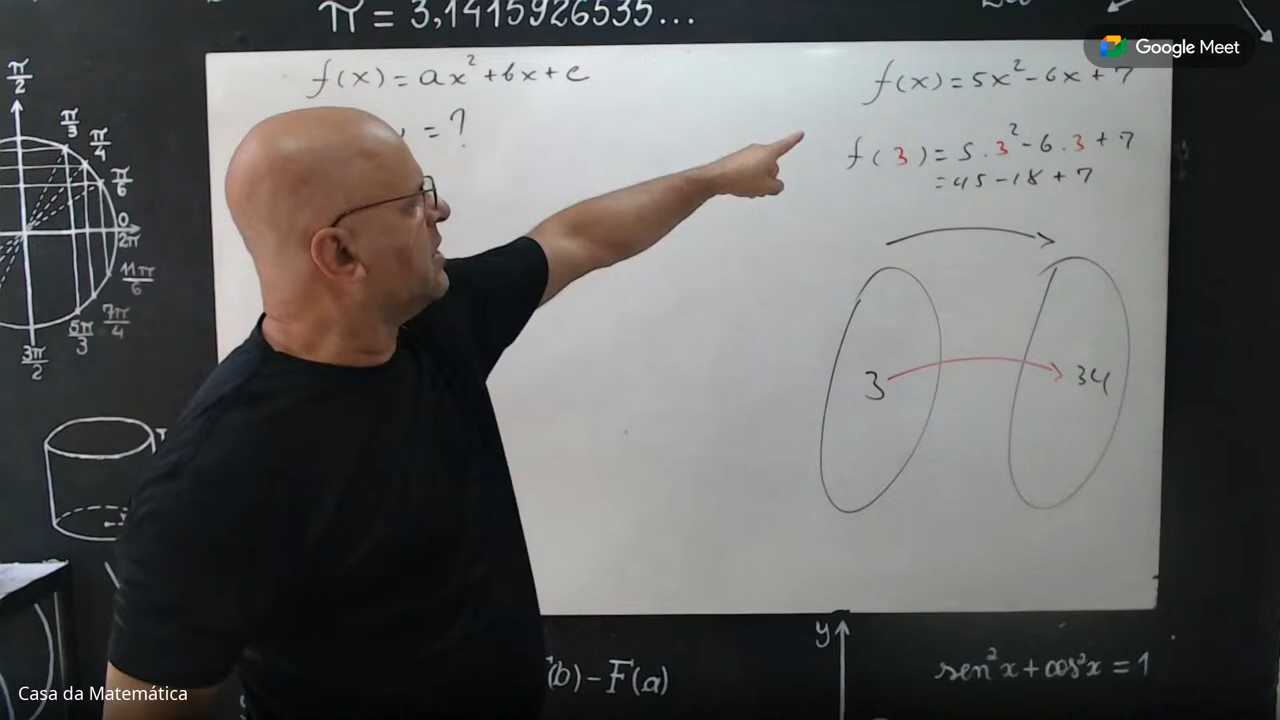 π = 3,1415926535...
Google Meet
f(x) = ax² + bx + c
= ?
f(x) = 5x² - 6x + 7
f(3) = 5.3² - 6.3 + 7
= 45 - 18 + 7
3
34
π/2
π/3
π/4
π/6
0
2π
11π/6
7π/4
5π/3
3π/2
(b) - F(a)
y
sen²x + cos²x = 1
Casa da Matemática